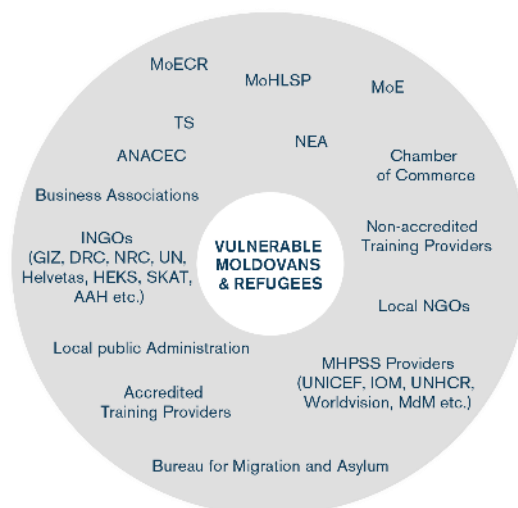 MoECR
MoHLSP
MoE
TS
NEA
ANACEC
Chamber
of Commerce
Business Associations
Non-accredited
Training Providers
INGOs
(GIZ, DRC, NRC, UN,
Helvetas, HEKS, SKAT,
AAH etc.)
VULNERABLE
MOLDOVANS
& REFUGEES
Local NGOs
Local public Administration
MHPSS Providers
(UNICEF, IOM, UNHCR,
Worldvision, MdM etc.)
Accredited
Training Providers
Bureau for Migration and Asylum